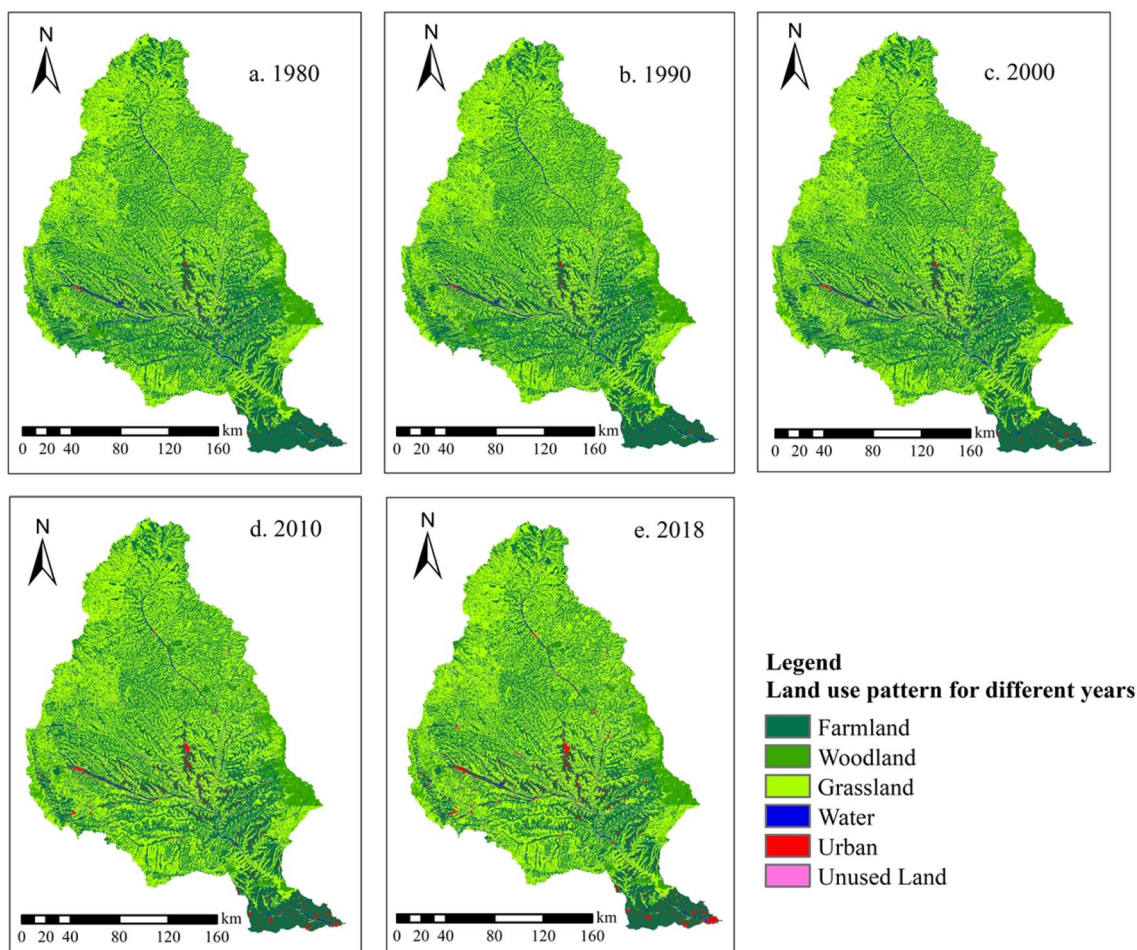 N
a. 1980
km
0 20 40 80 120 160
N
b. 1990
km
0 20 40 80 120 160
N
c. 2000
km
0 20 40 80 120 160
N
d. 2010
km
0 20 40 80 120 160
N
e. 2018
km
0 20 40 80 120 160
Legend
Land use pattern for different years
Farmland
Woodland
Grassland
Water
Urban
Unused Land